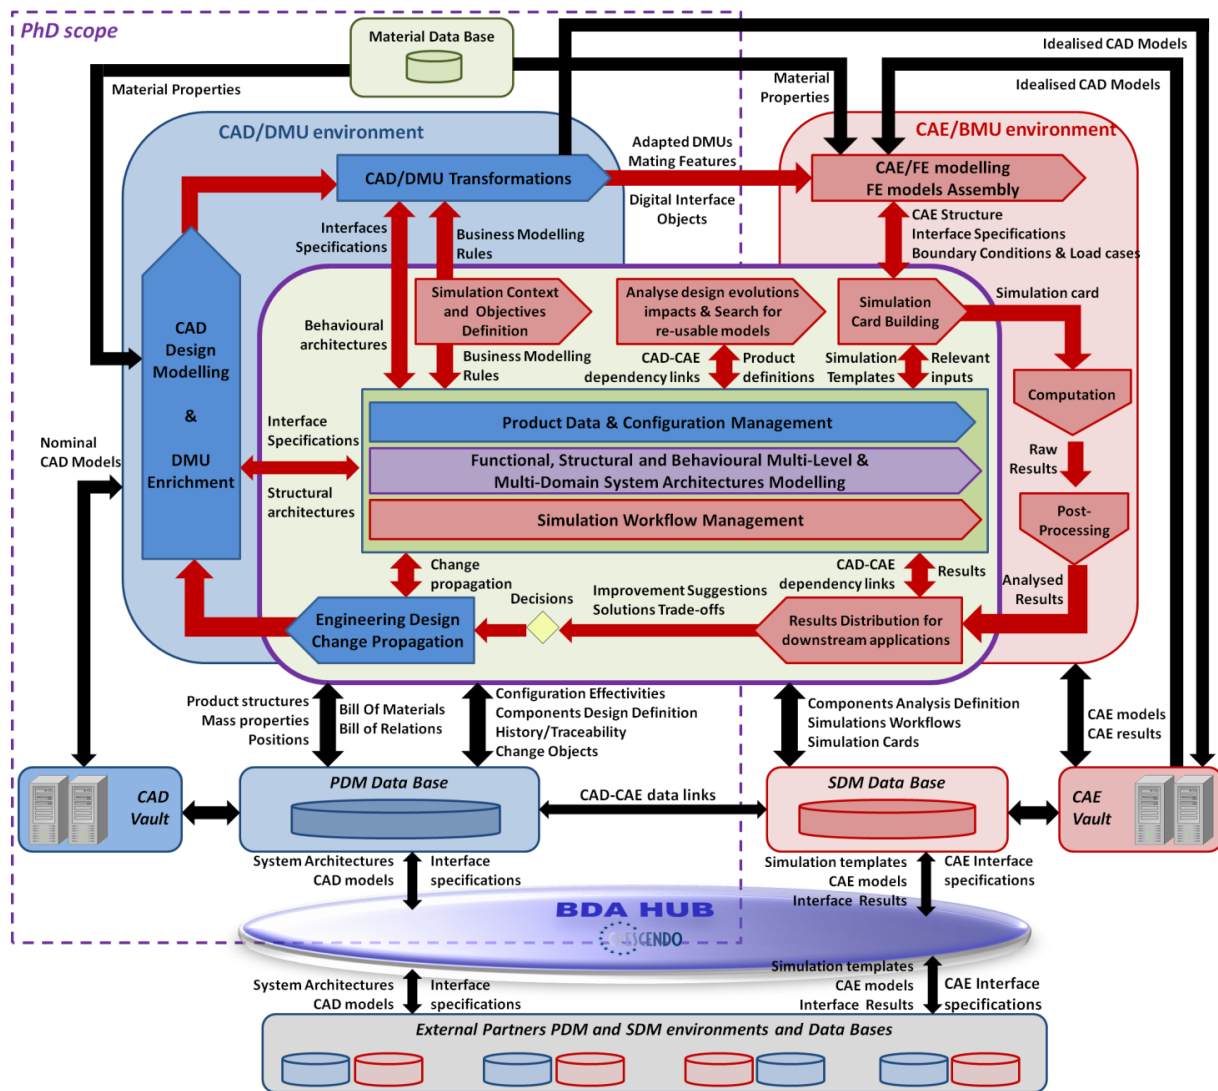 PhD scope
Material Data Base
Idealised CAD Models
Idealised CAD Models
Material Properties
Material
Properties
CAD/DMU environment
CAE/BMU environment
Adapted DMUs
Mating Features
CAD/DMU Transformations
CAE/FE modelling
FE models Assembly
Digital Interface
Objects
Interfaces
Specifications
Business Modelling
Rules
CAE Structure
Interface Specifications
Boundary Conditions & Load cases
Simulation Context
and Objectives
Definition
Analyse design evolutions
impacts & Search for
re-usable models
Simulation
Card Building
Simulation card
CAD
Design
Modelling
&
DMU
Enrichment
Behavioural
architectures
Business Modelling
Rules
CAD-CAE
dependency links
Product
definitions
Simulation
Templates
Relevant
inputs
Computation
Product Data & Configuration Management
Nominal
CAD Models
Interface
Specifications
Structural
architectures
Functional, Structural and Behavioural Multi-Level &
Multi-Domain System Architectures Modelling
Raw
Results
Simulation Workflow Management
Post-
Processing
Change
propagation
CAD-CAE
dependency links
Results
Analysed
Results
Decisions
Improvement Suggestions
Solutions Trade-offs
Engineering Design
Change Propagation
Results Distribution for
downstream applications
Product structures
Mass properties
Positions
Bill Of Materials
Bill of Relations
Configuration Effectivities
Components Design Definition
History/Traceability
Change Objects
Components Analysis Definition
Simulations Workflows
Simulation Cards
CAE models
CAE results
CAD
Vault
PDM Data Base
CAD-CAE data links
SDM Data Base
CAE
Vault
System Architectures
CAD models
Interface
specifications
Simulation templates
CAE models
Interface Results
CAE Interface
specifications
BDA HUB
CRESCENDO
System Architectures
CAD models
Interface
specifications
Simulation templates
CAE models
Interface Results
CAE Interface
specifications
External Partners PDM and SDM environments and Data Bases